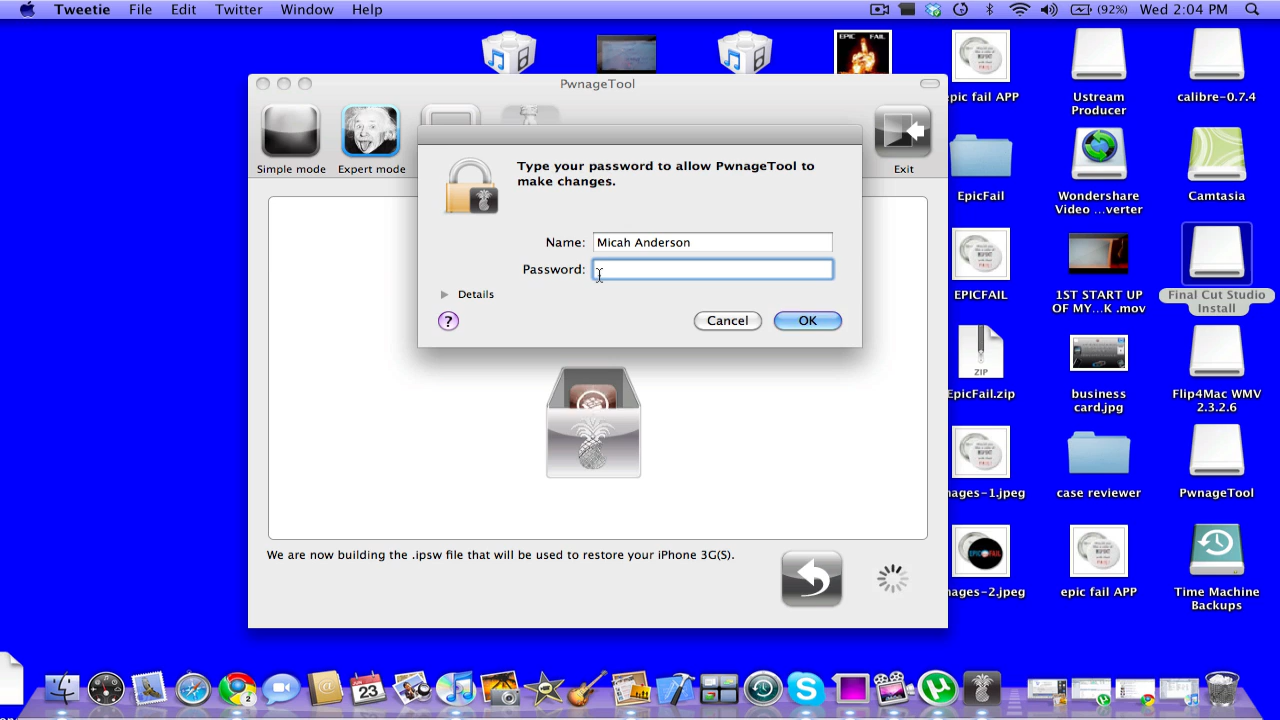 Tweetie File Edit Twitter Window Help (92%) Wed 2:04 PM
EPIC FAIL
PwnageTool
Simple mode
Expert mode
Exit
Type your password to allow PwnageTool to
make changes.
Name: Micah Anderson
Password:
Details
?
Cancel
OK
We are now building the .ipsw file that will be used to restore your iPhone 3G(S).
epic fail APP
Ustream
Producer
calibre-0.7.4
EpicFail
Wondershare
Video ...verter
Camtasia
EPICFAIL
1ST START UP
OF MY...K .mov
Final Cut Studio
Install
ZIP
EpicFail.zip
business
card.jpg
Flip4Mac WMV
2.3.2.6
ages-1.jpeg
case reviewer
PwnageTool
ages-2.jpeg
epic fail APP
Time Machine
Backups
23
2